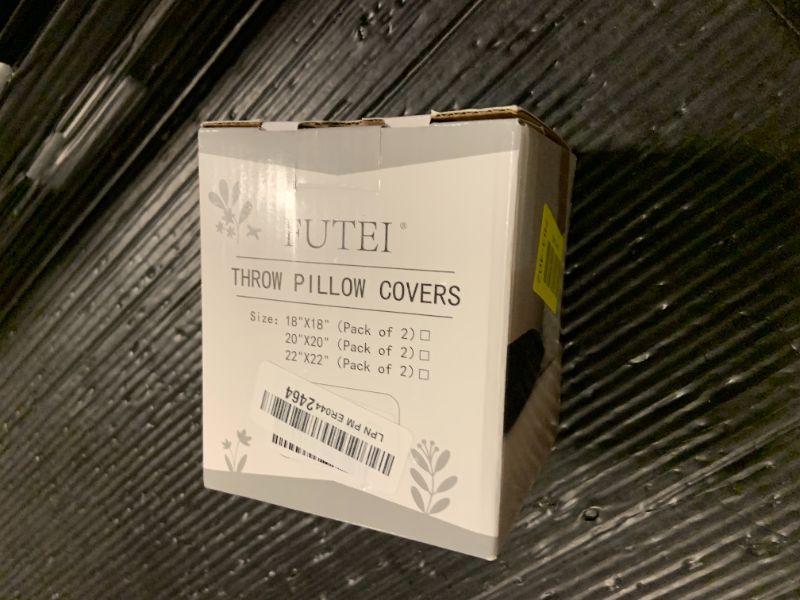 FUTEI®
THROW PILLOW COVERS
Size: 18"X18" (Pack of 2)□
20"X20" (Pack of 2)□
22"X22" (Pack of 2)□
LPN PM ER0442464